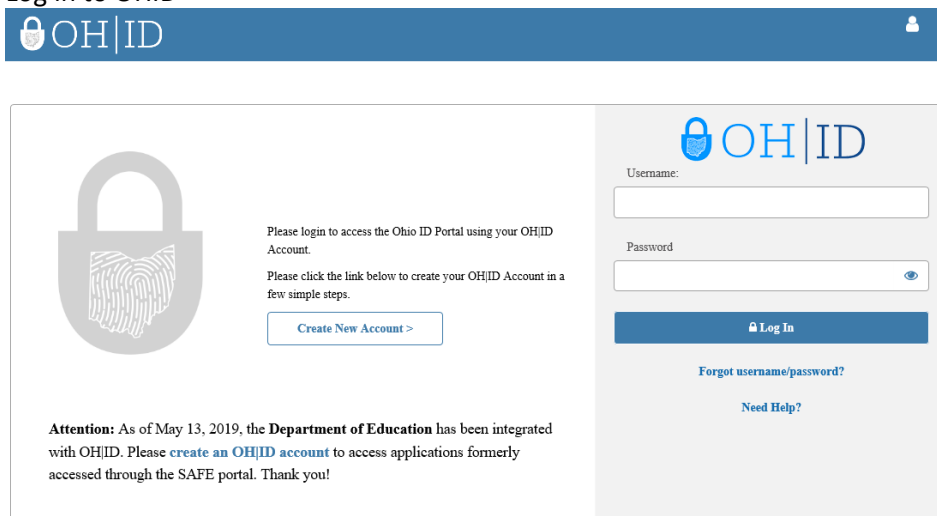 Log in to OHID
OH|ID
OH|ID
Username:
Please login to access the Ohio ID Portal using your OH|ID
Account.
Please click the link below to create your OH|ID Account in a
few simple steps.
Create New Account >
Password
Log In
Forgot username/password?
Need Help?
Attention: As of May 13, 2019, the Department of Education has been integrated
with OH|ID. Please create an OH|ID account to access applications formerly
accessed through the SAFE portal. Thank you!